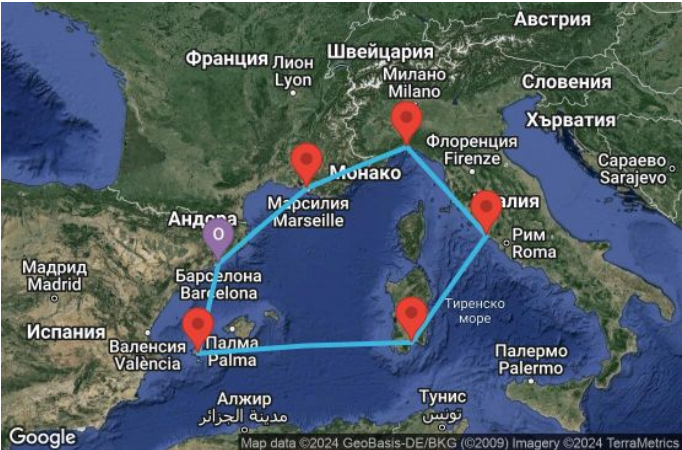 Австрия
Франция
Лион
Lyon
Швейцария
Милано
Milano
Словения
Хърватия
Флоренция
Firenze
Монако
Сараево
Sarajevo
Марсилия
Marseille
алия
Андора
O
Рим
Roma
Мадрид
Madrid
Барселона
Barcelona
Тиренско
море
Испания
Валенсия
València
Палма
Palma
Палермо
Palermo
Алжир
مدينة الجزائر
Тунис
تونس
Google
Map data ©2024 GeoBasis-DE/BKG (©2009) Imagery ©2024 TerraMetrics